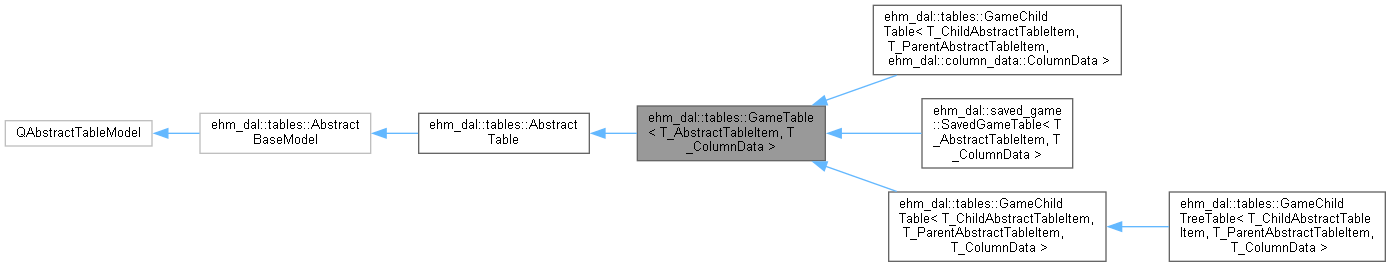 QAbstractTableModel
ehm_dal::tables::Abstract
BaseModel
ehm_dal::tables::Abstract
Table
ehm_dal::tables::GameTable
< T_AbstractTableItem, T
_ColumnData >
ehm_dal::tables::GameChild
Table< T_ChildAbstractTableItem,
T_ParentAbstractTableItem,
ehm_dal::column_data::ColumnData >
ehm_dal::saved_game
::SavedGameTable< T
_AbstractTableItem, T
_ColumnData >
ehm_dal::tables::GameChild
Table< T_ChildAbstractTableItem,
T_ParentAbstractTableItem,
T_ColumnData >
ehm_dal::tables::GameChild
TreeTable< T_ChildAbstractTable
Item, T_ParentAbstractTableItem,
T_ColumnData >